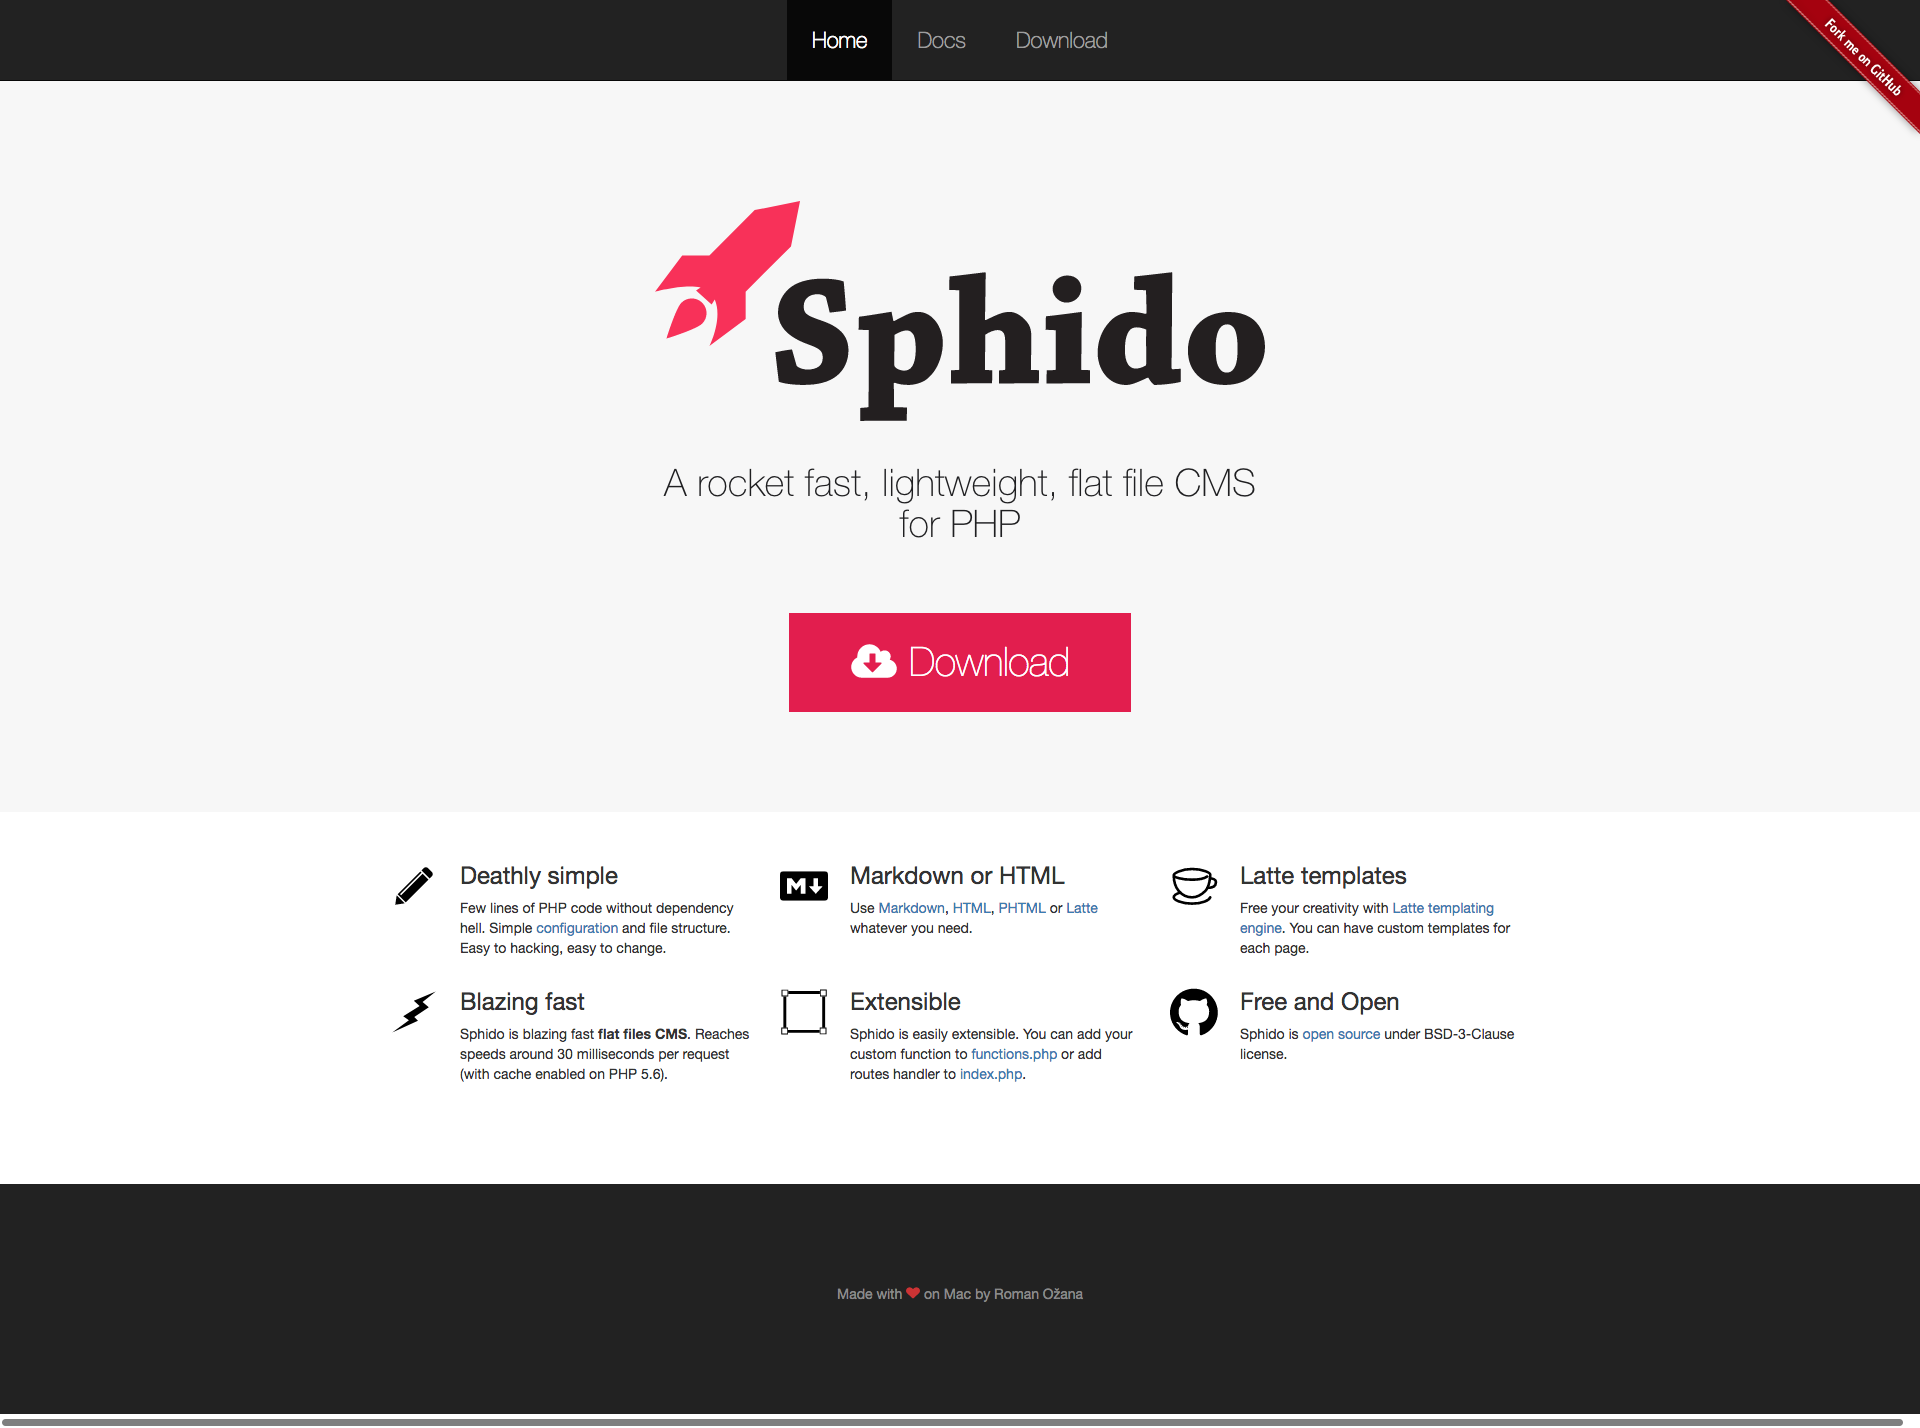 Home Docs Download
Fork me on GitHub
Sphido
A rocket fast, lightweight, flat file CMS
for PHP
Download
Deathly simple
Few lines of PHP code without dependency
hell. Simple configuration and file structure.
Easy to hacking, easy to change.
Markdown or HTML
Use Markdown, HTML, PHTML or Latte
whatever you need.
Latte templates
Free your creativity with Latte templating
engine. You can have custom templates for
each page.
Blazing fast
Sphido is blazing fast flat files CMS. Reaches
speeds around 30 milliseconds per request
(with cache enabled on PHP 5.6).
Extensible
Sphido is easily extensible. You can add your
custom function to functions.php or add
routes handler to index.php.
Free and Open
Sphido is open source under BSD-3-Clause
license.
Made with ❤ on Mac by Roman Ožana